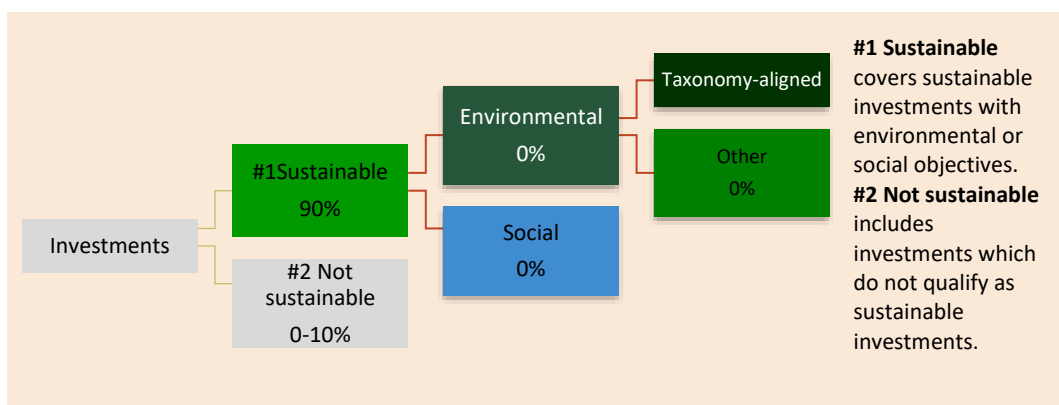 Investments
#1Sustainable
90%
#2 Not
sustainable
0-10%
Environmental
0%
Social
0%
Taxonomy-aligned
Other
0%
#1 Sustainable
covers sustainable
investments with
environmental or
social objectives.
#2 Not sustainable
includes
investments which
do not qualify as
sustainable
investments.